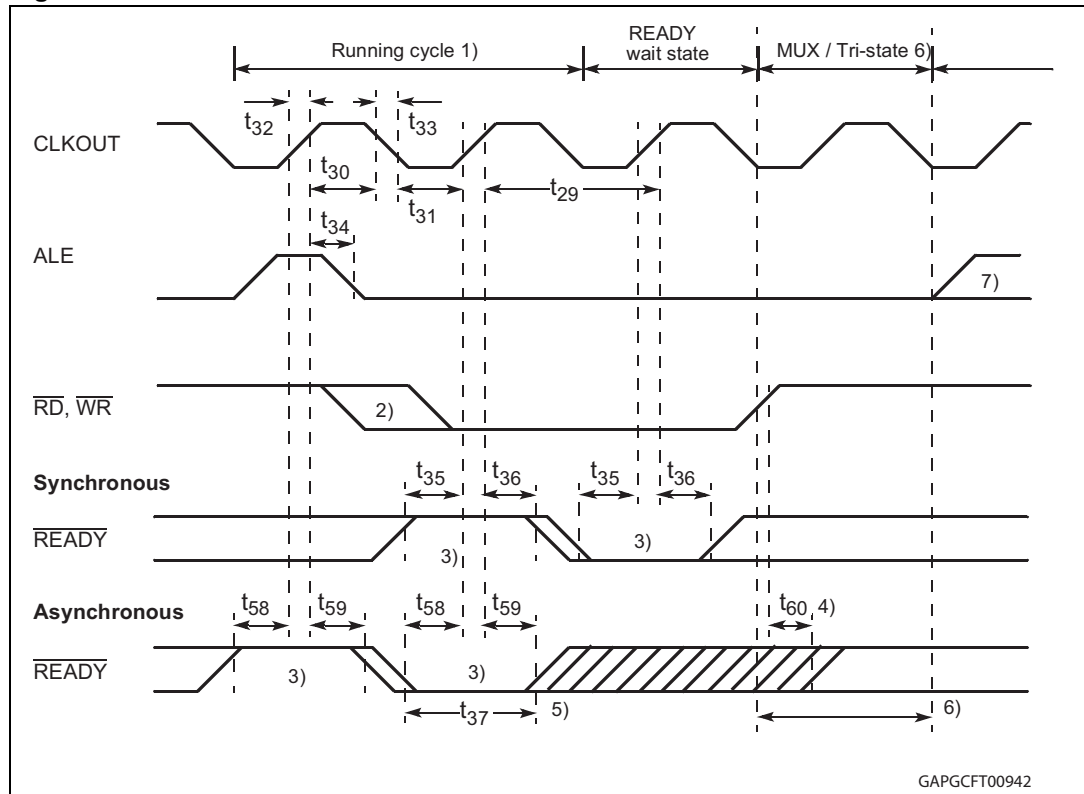 READY
Running cycle 1) wait state MUX / Tri-state 6)
t32 t33
CLKOUT
t30
t31 t29
t34
ALE
7)
RD, WR 2)
t35 t36 t35 t36
Synchronous
READY 3) 3)
t58 t59 t58 t59 t60 4)
Asynchronous
READY 3) 3)
t37 5) 6)
GAPGCFT00942